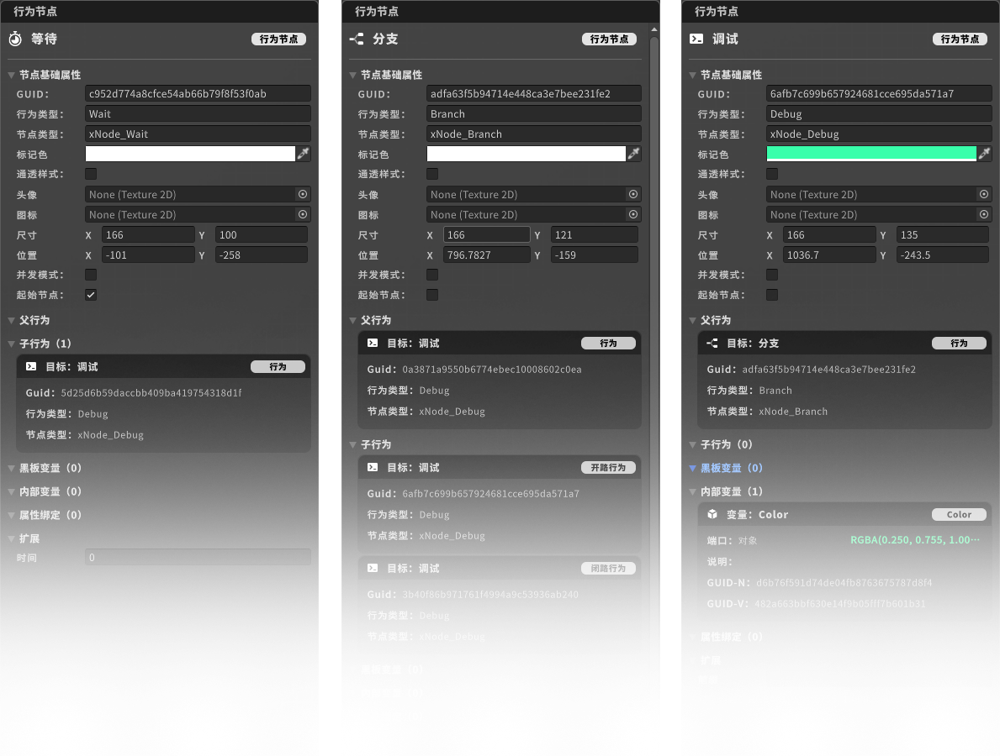 行为节点
等待
行为节点
节点基础属性
GUID： c952d774a8cfce54ab66b79f8f53f0ab
行为类型： Wait
节点类型： xNode_Wait
标记色
通透样式：
头像 None (Texture 2D)
图标 None (Texture 2D)
尺寸 X 166 Y 100
位置 X -101 Y -258
并发模式：
起始节点：
父行为
子行为（1）
目标：调试 行为
Guid：5d25d6b59daccbb409ba419754318d1f
行为类型：Debug
节点类型：xNode_Debug
黑板变量（0）
内部变量（0）
属性绑定（0）
扩展
时间 0
行为节点
分支
行为节点
节点基础属性
GUID： adfa63f5b94714e448ca3e7bee231fe2
行为类型： Branch
节点类型： xNode_Branch
标记色
通透样式：
头像 None (Texture 2D)
图标 None (Texture 2D)
尺寸 X 166 Y 121
位置 X 796.7827 Y -159
并发模式：
起始节点：
父行为
目标：调试 行为
Guid：0a3871a9550b6774ebec10008602c0ea
行为类型：Debug
节点类型：xNode_Debug
子行为
目标：调试 开路行为
Guid：6afb7c699b657924681cce695da571a7
行为类型：Debug
节点类型：xNode_Debug
目标：调试 闭路行为
Guid：3b40f86b971761f4994a9c53936ab240
行为类型：Debug
节点类型：xNode_Debug
行为节点
调试
行为节点
节点基础属性
GUID： 6afb7c699b657924681cce695da571a7
行为类型： Debug
节点类型： xNode_Debug
标记色
通透样式：
头像 None (Texture 2D)
图标 None (Texture 2D)
尺寸 X 166 Y 135
位置 X 1036.7 Y -243.5
并发模式：
起始节点：
父行为
目标：分支 行为
Guid：adfa63f5b94714e448ca3e7bee231fe2
行为类型：Branch
节点类型：xNode_Branch
子行为（0）
黑板变量（0）
内部变量（1）
变量：Color Color
端口：对象 RGBA(0.250, 0.755, 1.00…
说明：
GUID-N：d6b76f591d74de04fb8763675787d8f4
GUID-V：482a663bbf630e14f9b05fff7b601b31
属性绑定（0）
扩展